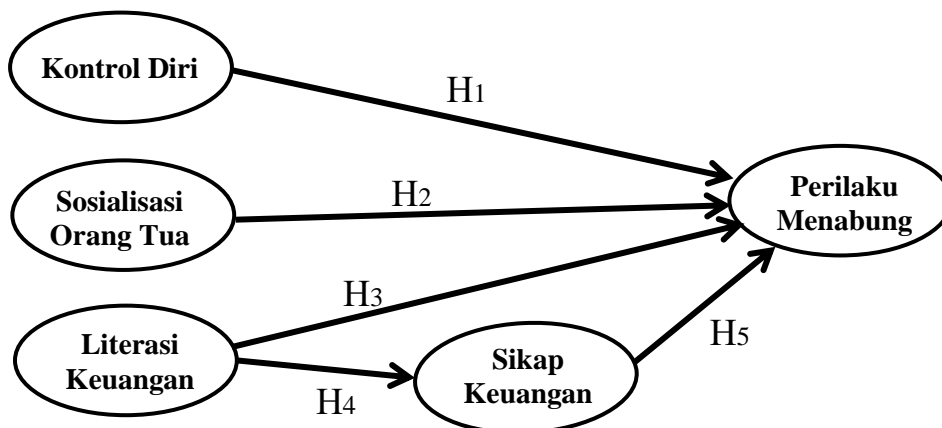 Kontrol Diri
H1
Sosialisasi
Orang Tua
H2
Perilaku
Menabung
H3
Literasi
Keuangan
H4
Sikap
Keuangan
H5